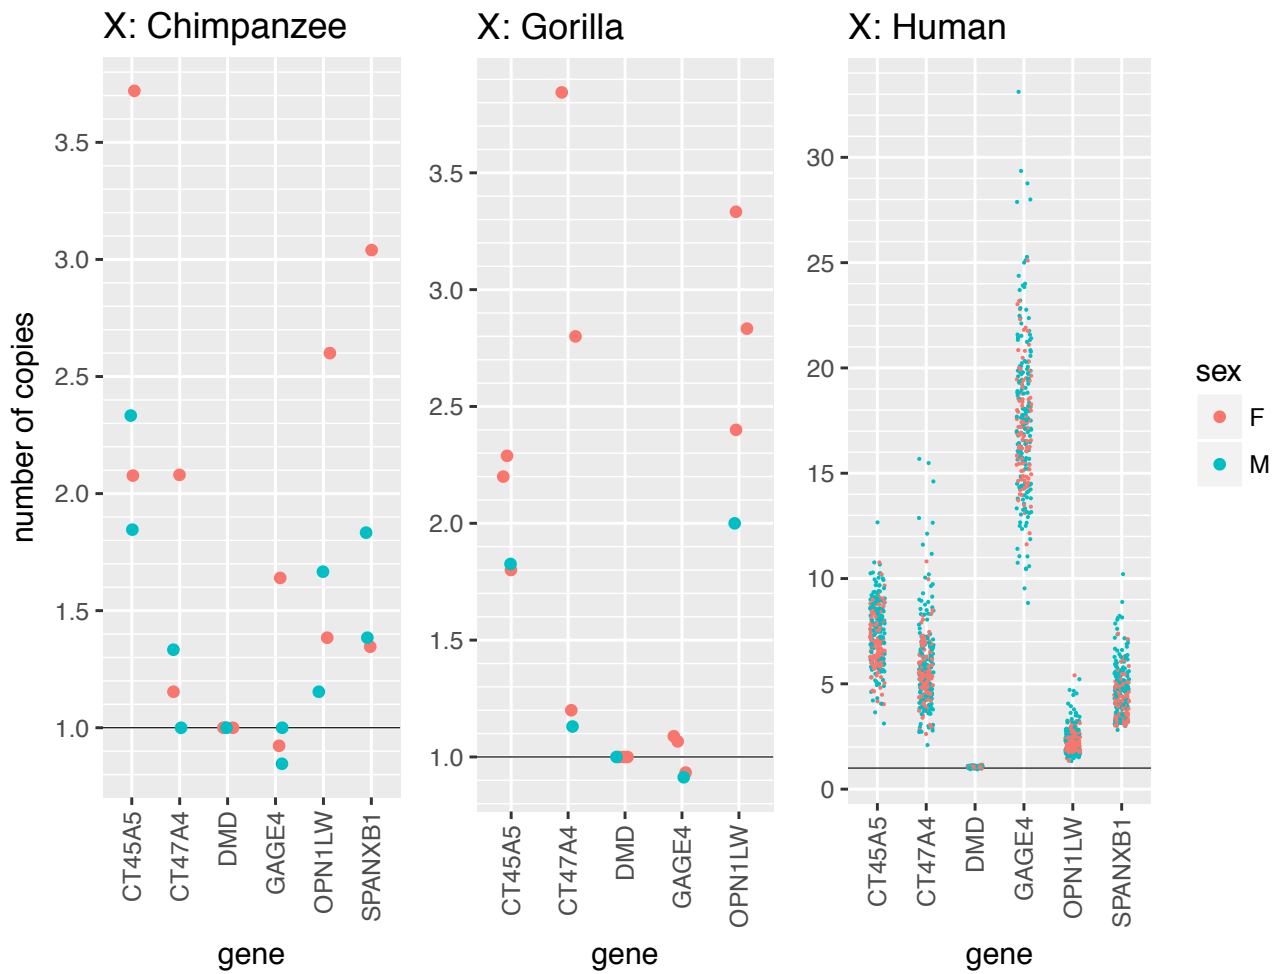 X: Chimpanzee
X: Gorilla
X: Human
number of copies
3.5
3.0
2.5
2.0
1.5
1.0
CT45A5
CT47A4
DMD
GAGE4
OPN1LW
SPANXB1
gene
3.5
3.0
2.5
2.0
1.5
1.0
CT45A5
CT47A4
DMD
GAGE4
OPN1LW
gene
30
25
20
15
10
5
0
CT45A5
CT47A4
DMD
GAGE4
OPN1LW
SPANXB1
gene
sex
F
M